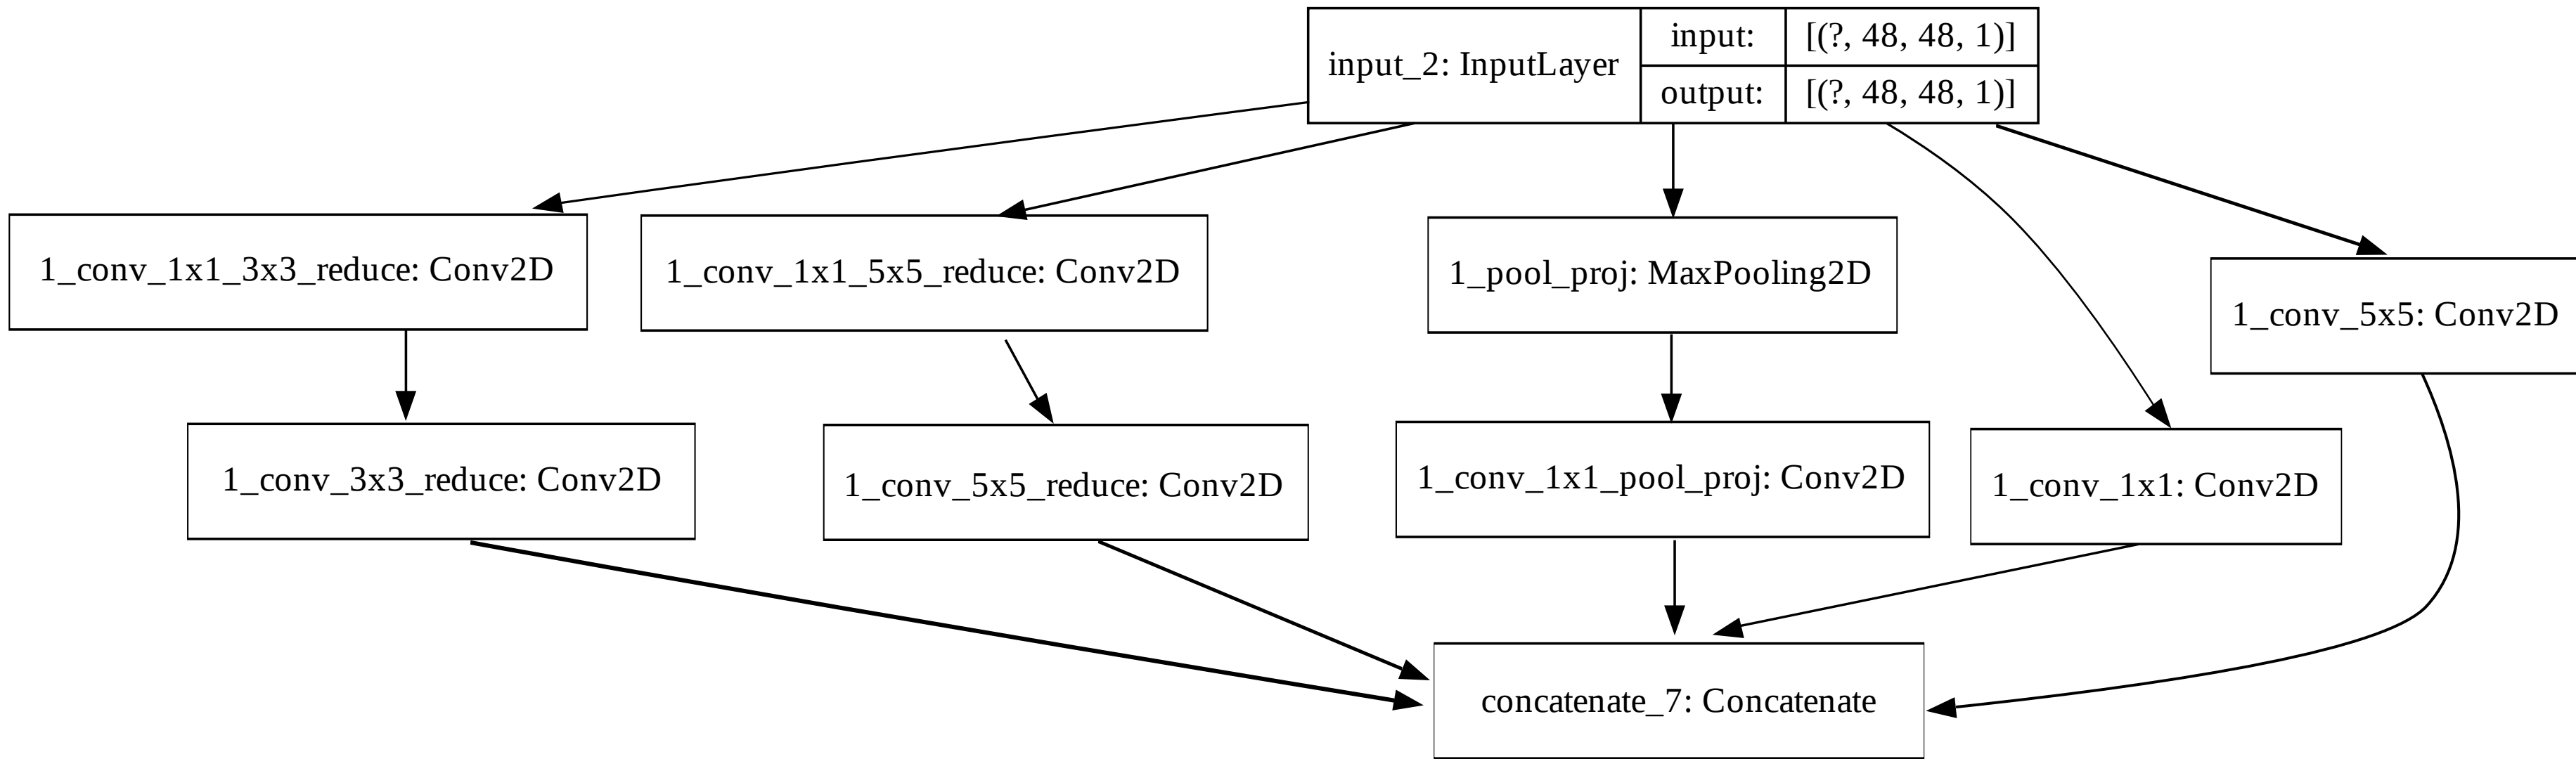 input_2: InputLayer
input:
[(?, 48, 48, 1)]
output:
[(?, 48, 48, 1)]
1_conv_1x1_3x3_reduce: Conv2D
1_conv_1x1_5x5_reduce: Conv2D
1_pool_proj: MaxPooling2D
1_conv_5x5: Conv2D
1_conv_3x3_reduce: Conv2D
1_conv_5x5_reduce: Conv2D
1_conv_1x1_pool_proj: Conv2D
1_conv_1x1: Conv2D
concatenate_7: Concatenate